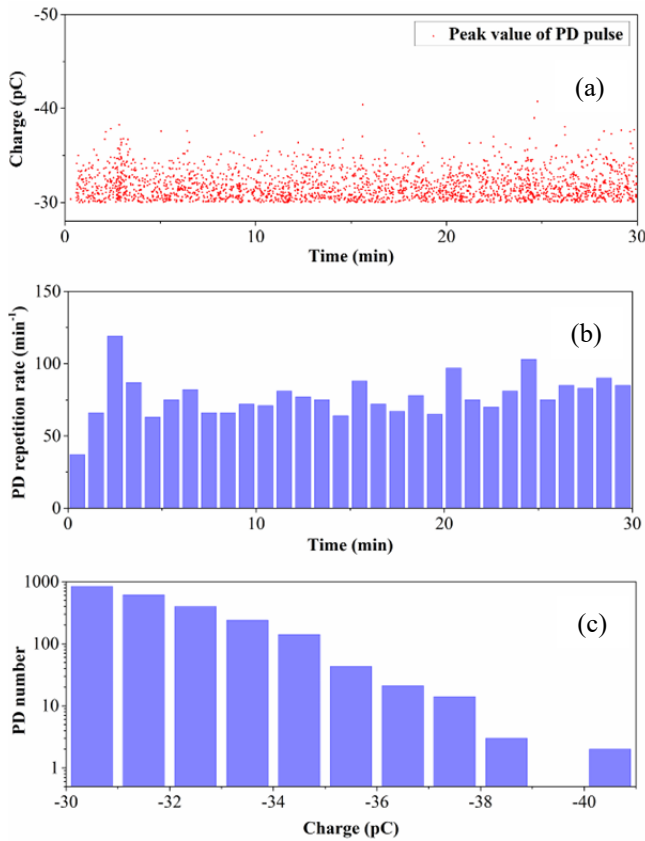 -50
Peak value of PD pulse
(a)
-40
Charge (pC)
-30
0 10 20 30
Time (min)
150
(b)
100
PD repetition rate (min⁻¹)
50
0
0 10 20 30
Time (min)
1000
(c)
100
PD number
10
1
-30 -32 -34 -36 -38 -40
Charge (pC)